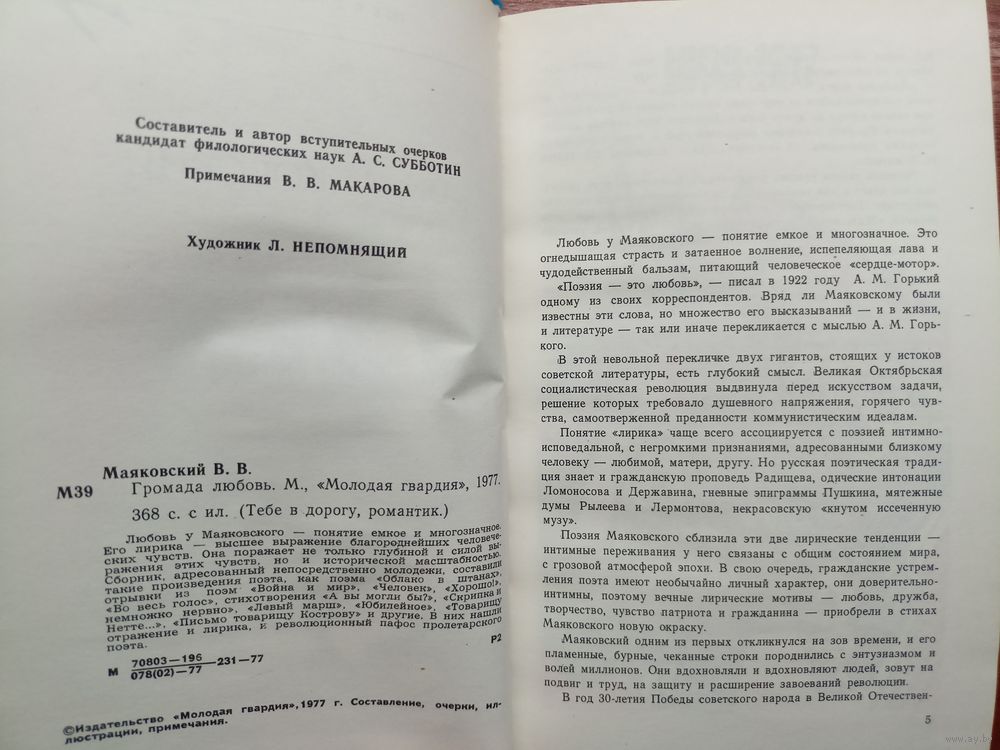 Составитель и автор вступительных очерков
кандидат филологических наук А. С. СУББОТИН
Примечания В. В. МАКАРОВА
Художник Л. НЕПОМНЯЩИЙ
Маяковский В. В.
М39 Громада любовь. М., «Молодая гвардия», 1977.
368 с. с ил. (Тебе в дорогу, романтик.)
Любовь у Маяковского — понятие емкое и многозначное.
Его лирика — высшее выражение благороднейших человече-
ских чувств. Она поражает не только глубиной и силой вы-
ражения этих чувств, но и исторической масштабностью.
Сборник, адресованный непосредственно молодежи, составили
такие произведения поэта, как поэма «Облако в штанах»,
отрывки из поэм «Война и мир», «Человек», «Хорошо!»,
«Во весь голос», стихотворения «А вы могли бы?», «Скрипка и
немножко нервно», «Левый марш», «Юбилейное», «Товарищу
Нетте...», «Письмо товарищу Кострову» и другие. В них нашли
отражение и лирика, и революционный пафос пролетарского
поэта.
Р2
М 70803—196
078(02)—77 231—77
©Издательство «Молодая гвардия», 1977 г. Составление, очерки, ил-
люстрации, примечания.
Любовь у Маяковского — понятие емкое и многозначное. Это
огнедышащая страсть и затаенное волнение, испепеляющая лава и
чудодейственный бальзам, питающий человеческое «сердце-мотор».
«Поэзия — это любовь», — писал в 1922 году А. М. Горький
одному из своих корреспондентов. Вряд ли Маяковскому были
известны эти слова, но множество его высказываний — и в жизни,
и литературе — так или иначе перекликается с мыслью А. М. Горь-
кого.
В этой невольной перекличке двух гигантов, стоящих у истоков
советской литературы, есть глубокий смысл. Великая Октябрьская
социалистическая революция выдвинула перед искусством задачи,
решение которых требовало душевного напряжения, горячего чув-
ства, самоотверженной преданности коммунистическим идеалам.
Понятие «лирика» чаще всего ассоциируется с поэзией интимно-
исповедальной, с негромкими признаниями, адресованными близкому
человеку — любимой, матери, другу. Но русская поэтическая тради-
ция знает и гражданскую проповедь Радищева, одические интонации
Ломоносова и Державина, гневные эпиграммы Пушкина, мятежные
думы Рылеева и Лермонтова, некрасовскую «кнутом иссеченную
музу».
Поэзия Маяковского сблизила эти две лирические тенденции —
интимные переживания у него связаны с общим состоянием мира,
с грозовой атмосферой эпохи. В свою очередь, гражданские устрем-
ления поэта имеют необычайно личный характер, они доверительно-
интимны, поэтому вечные лирические мотивы — любовь, дружба,
творчество, чувство патриота и гражданина — приобрели в стихах
Маяковского новую окраску.
Маяковский одним из первых откликнулся на зов времени, и его
пламенные, бурные, чеканные строки породнились с энтузиазмом и
волей миллионов. Они вдохновляли и вдохновляют людей, зовут на
подвиг и труд, на защиту и расширение завоеваний революции.
В год 30-летия Победы советского народа в Великой Отечествен-
5
www.ay.by